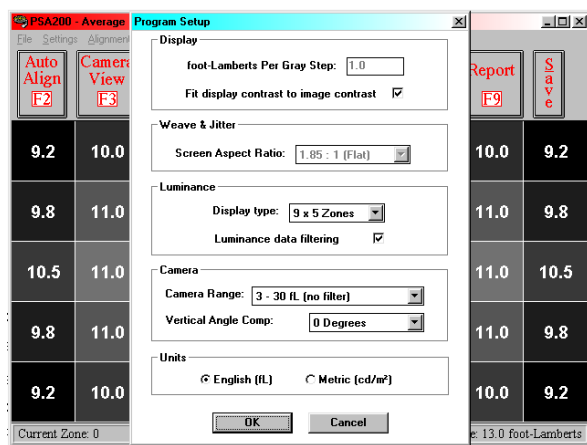 PSA200 - Average
Program Setup
File Settings Alignment
Auto Align F2
Camera View F3
Report F9
Save
Display
foot-Lamberts Per Gray Step: 1.0
Fit display contrast to image contrast
Weave & Jitter
Screen Aspect Ratio: 1.85 : 1 (Flat)
Luminance
Display type: 9 x 5 Zones
Luminance data filtering
Camera
Camera Range: 3 - 30 fL (no filter)
Vertical Angle Comp: 0 Degrees
Units
English (fL) Metric (cd/m²)
OK Cancel
9.2 10.0 10.0 9.2
9.8 11.0 11.0 9.8
10.5 11.0 11.0 10.5
9.8 11.0 11.0 9.8
9.2 10.0 10.0 9.2
Current Zone: 0 e: 13.0 foot-Lamberts